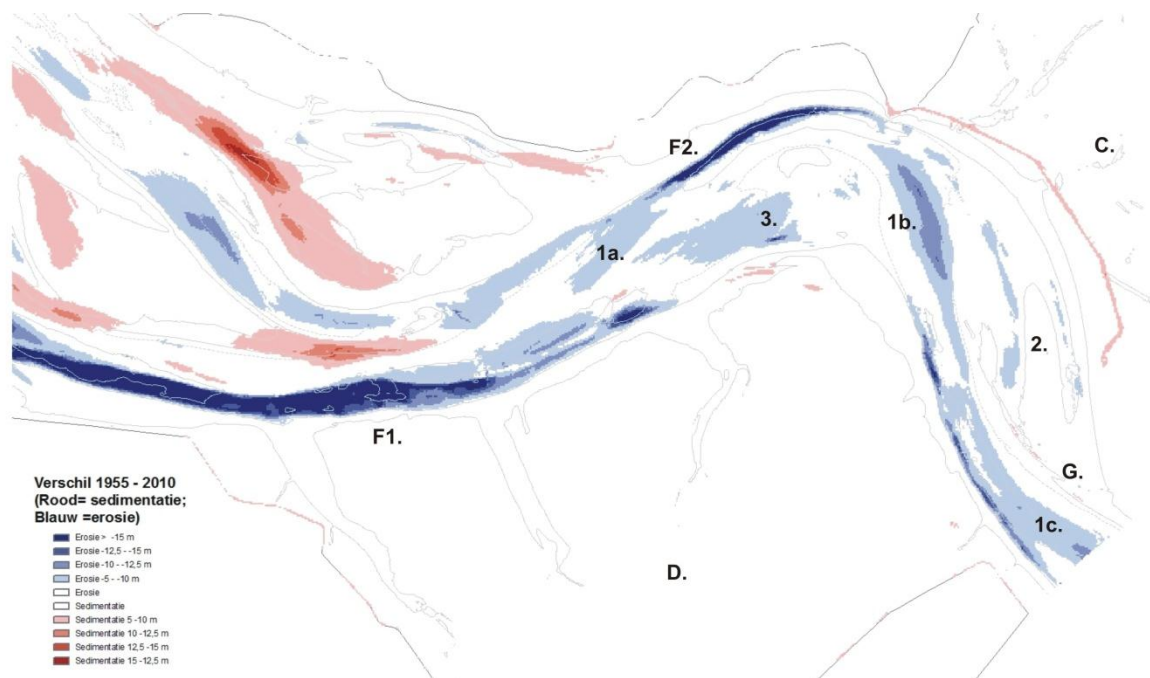 C.
F2.
3.
1b.
1a.
2.
F1.
G.
1c.
D.
Verschil 1955 - 2010
(Rood= sedimentatie;
Blauw =erosie)
Erosie > -15 m
Erosie -12,5 - -15 m
Erosie -10 - -12,5 m
Erosie -5 - -10 m
Erosie
Sedimentatie
Sedimentatie 5 -10 m
Sedimentatie 10 -12,5 m
Sedimentatie 12,5 -15 m
Sedimentatie 15 -12,5 m